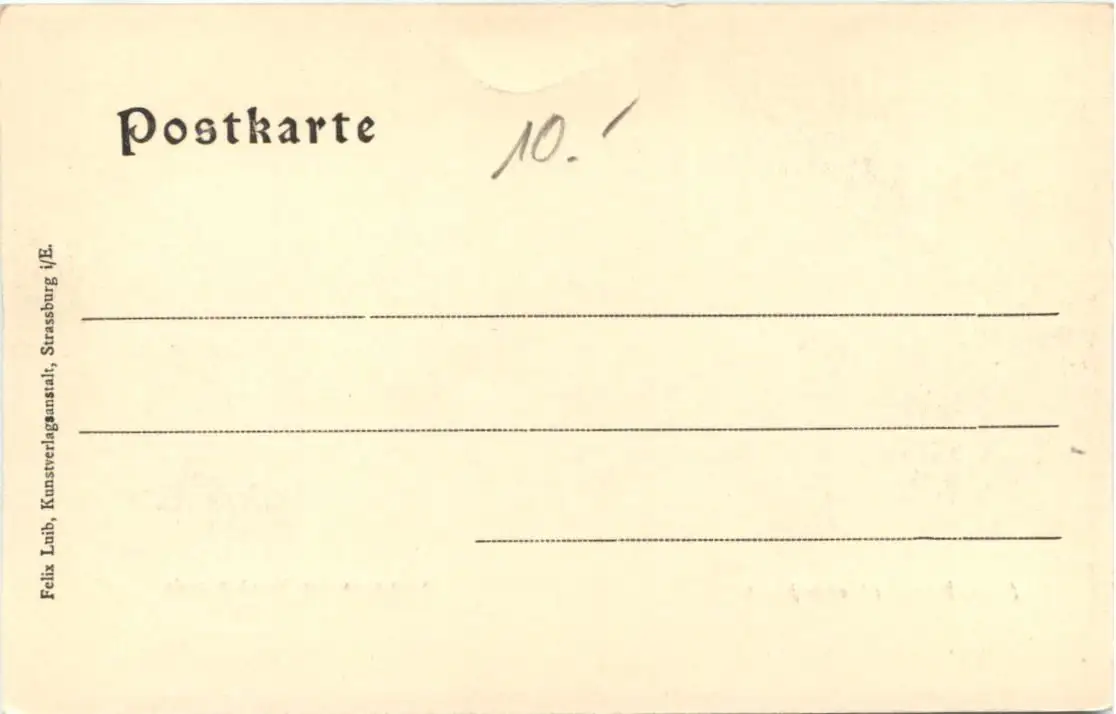 Postkarte
10.
Felix Luib, Kunstverlagsanstalt, Strassburg i/E.